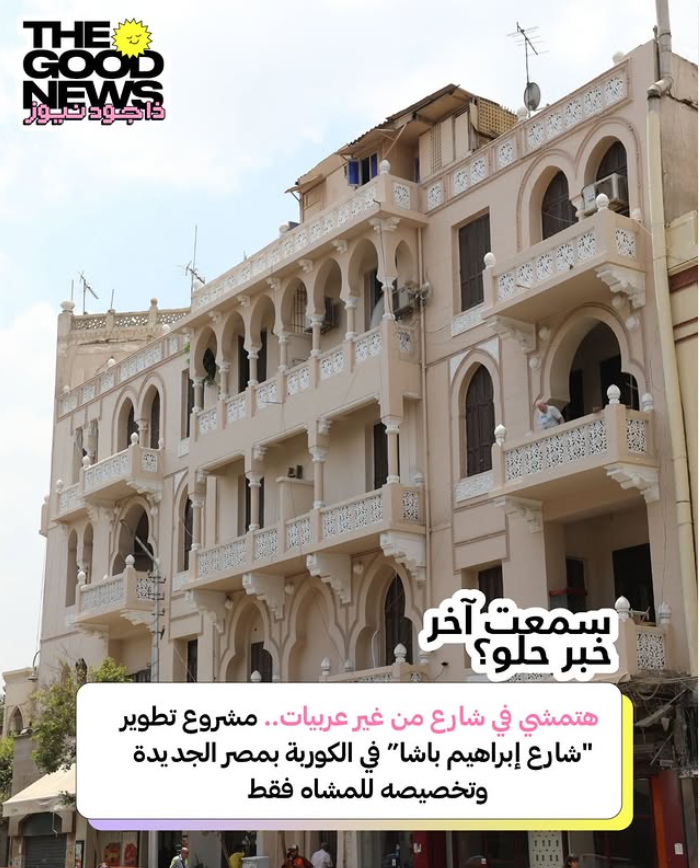 THE
GOOD
NEWS
ذا جود نيوز
سمعت آخر
خبر حلو؟
هتمشي في شارع من غير عربيات.. مشروع تطوير
"شارع إبراهيم باشا" في الكوربة بمصر الجديدة
وتخصيصه للمشاه فقط